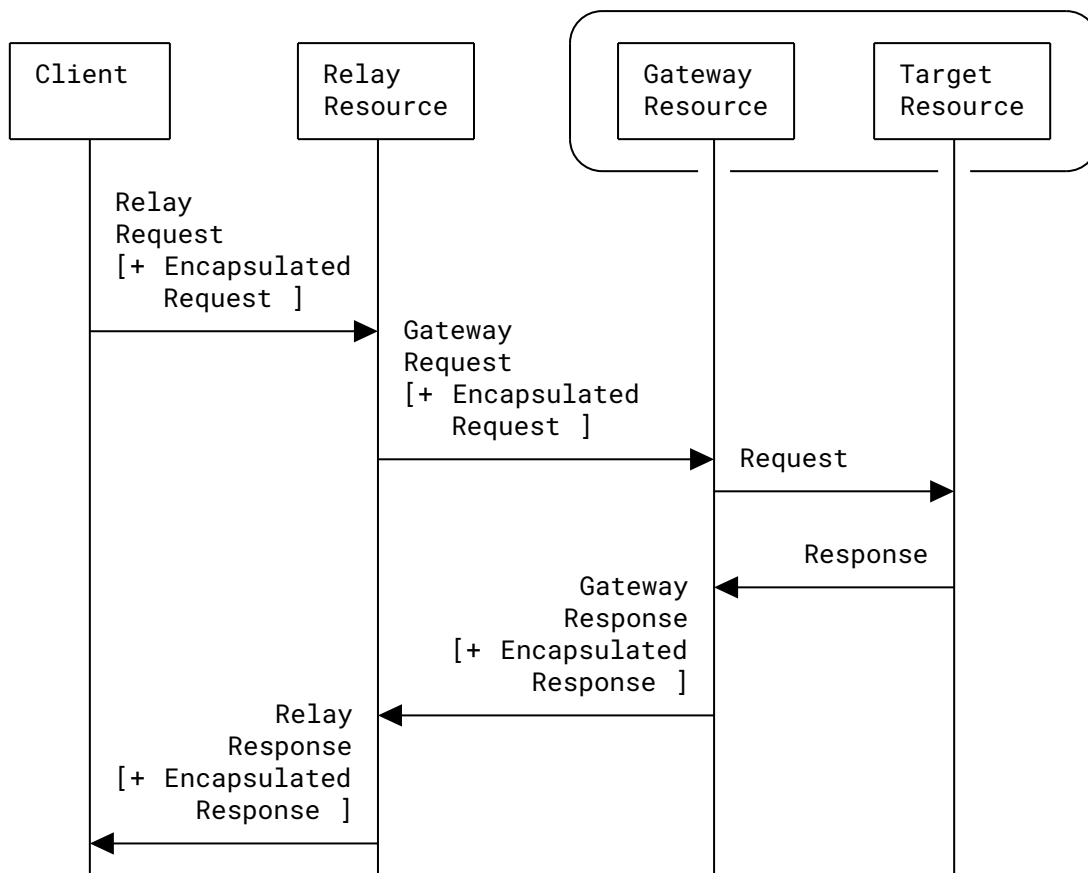 Client
Relay
Resource
Gateway
Resource
Target
Resource
Relay
Request
[+ Encapsulated
Request ]
Gateway
Request
[+ Encapsulated
Request ]
Request
Response
Gateway
Response
[+ Encapsulated
Response ]
Relay
Response
[+ Encapsulated
Response ]